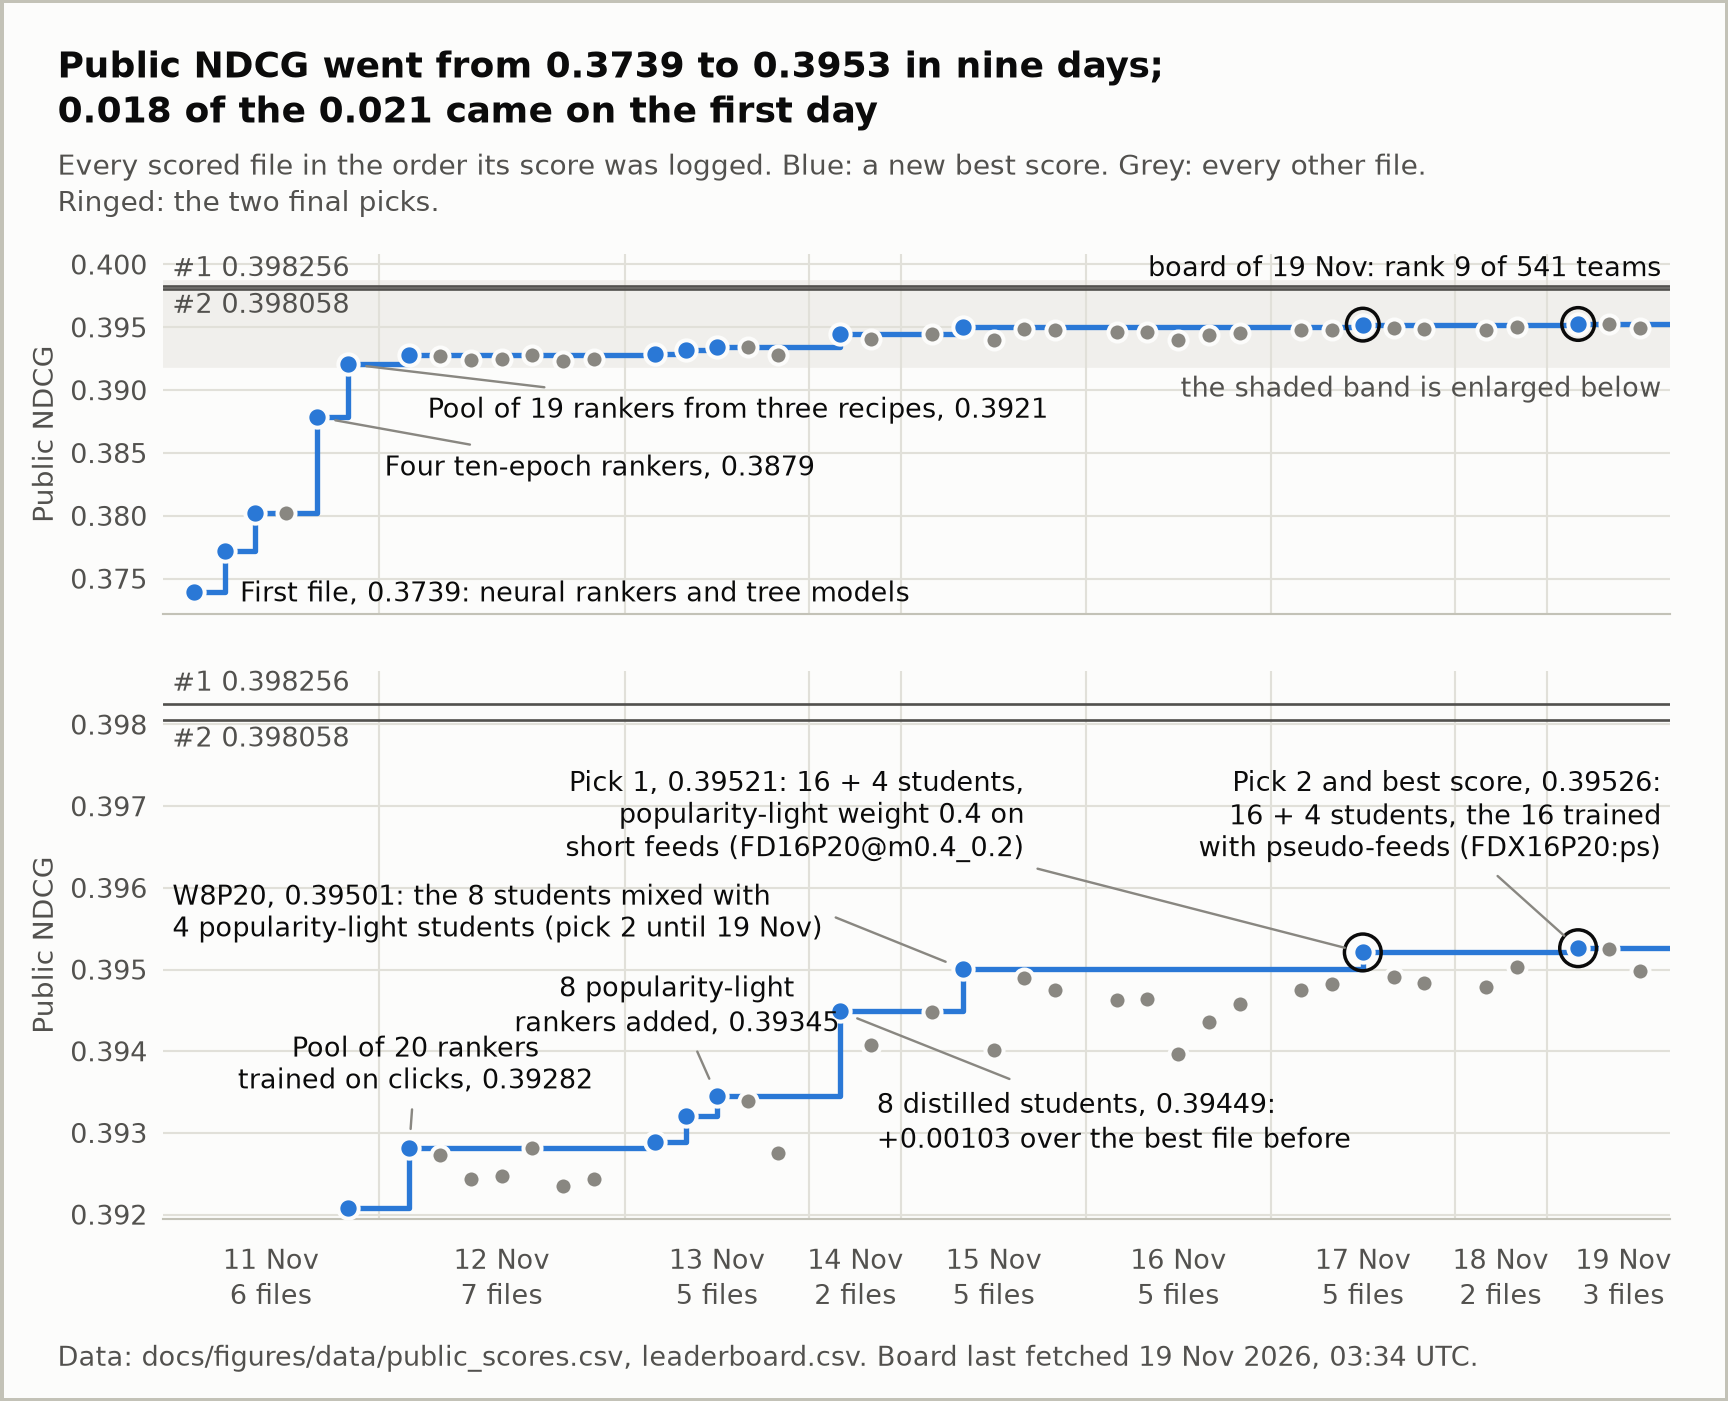 Public NDCG went from 0.3739 to 0.3953 in nine days;
0.018 of the 0.021 came on the first day
Every scored file in the order its score was logged. Blue: a new best score. Grey: every other file.
Ringed: the two final picks.
Public NDCG
0.400
0.395
0.390
0.385
0.380
0.375
#1 0.398256
board of 19 Nov: rank 9 of 541 teams
#2 0.398058
the shaded band is enlarged below
Pool of 19 rankers from three recipes, 0.3921
Four ten-epoch rankers, 0.3879
First file, 0.3739: neural rankers and tree models
Public NDCG
0.398
0.397
0.396
0.395
0.394
0.393
0.392
#1 0.398256
#2 0.398058
Pick 1, 0.39521: 16 + 4 students,
popularity-light weight 0.4 on
short feeds (FD16P20@m0.4_0.2)
Pick 2 and best score, 0.39526:
16 + 4 students, the 16 trained
with pseudo-feeds (FDX16P20:ps)
W8P20, 0.39501: the 8 students mixed with
4 popularity-light students (pick 2 until 19 Nov)
8 popularity-light
rankers added, 0.39345
Pool of 20 rankers
trained on clicks, 0.39282
8 distilled students, 0.39449:
+0.00103 over the best file before
11 Nov
6 files
12 Nov
7 files
13 Nov
5 files
14 Nov
2 files
15 Nov
5 files
16 Nov
5 files
17 Nov
5 files
18 Nov
2 files
19 Nov
3 files
Data: docs/figures/data/public_scores.csv, leaderboard.csv. Board last fetched 19 Nov 2026, 03:34 UTC.